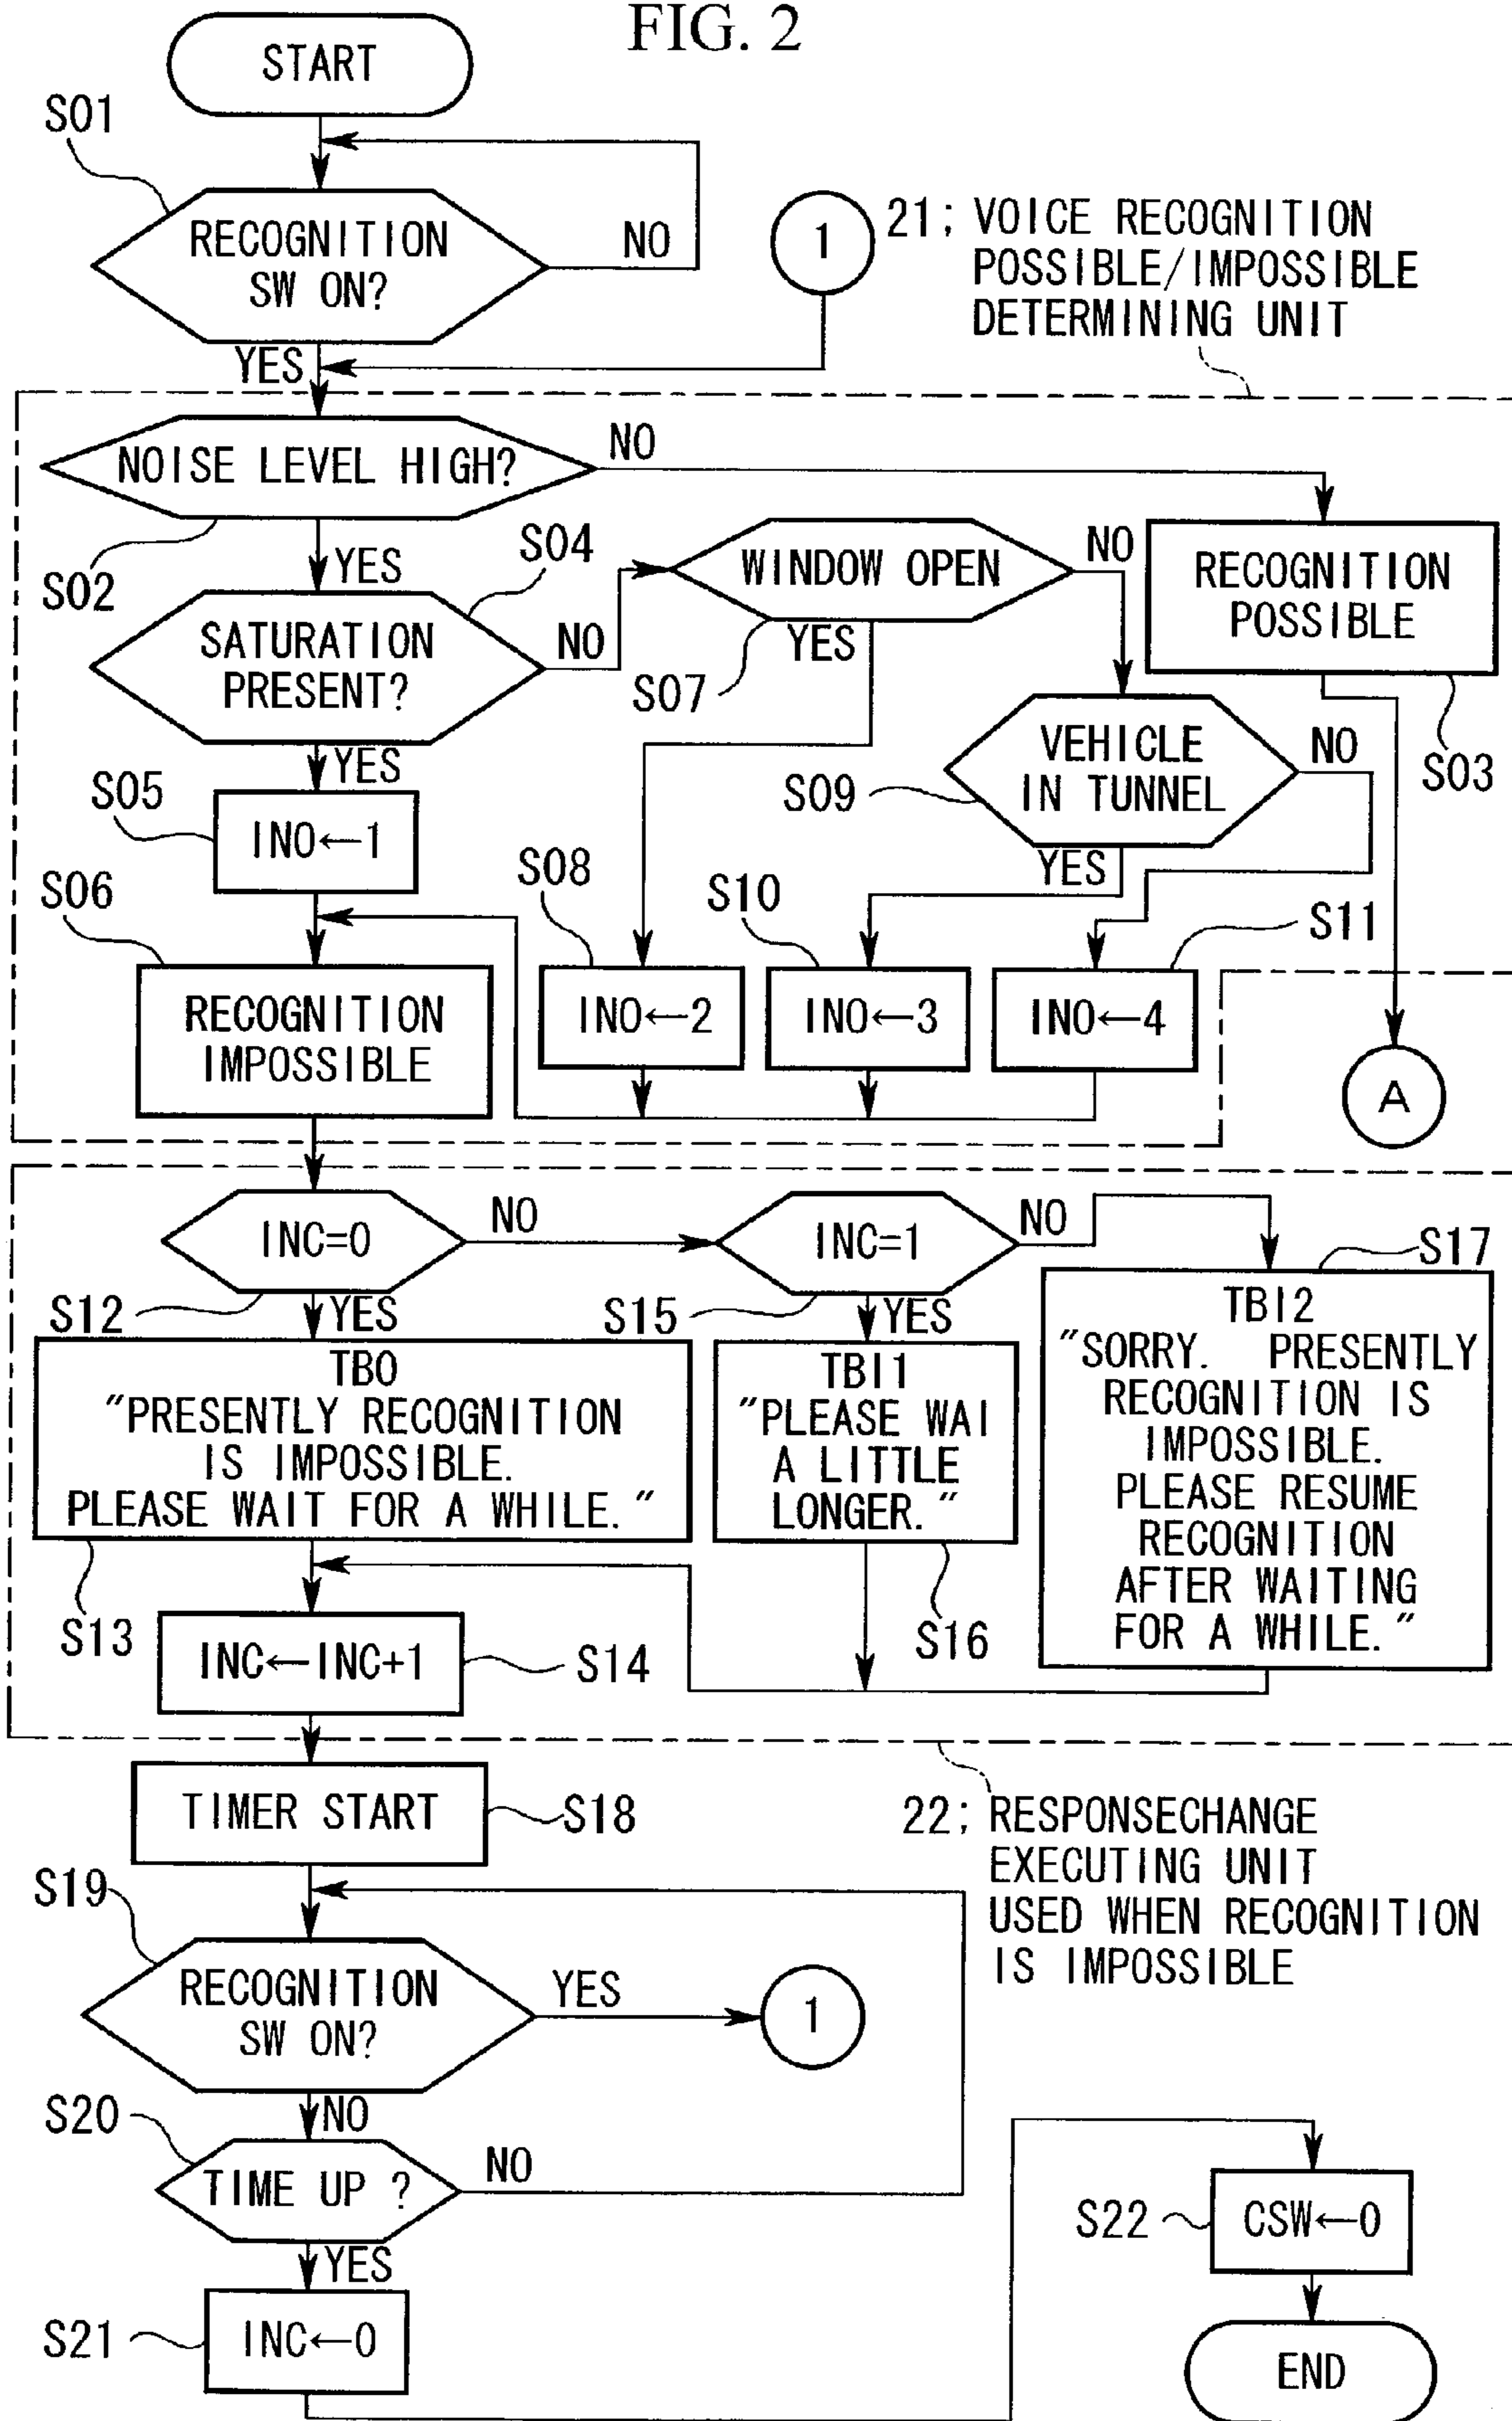 FIG. 2
START
S01
RECOGNITION
SW ON?
NO
YES
1
21; VOICE RECOGNITION
POSSIBLE/IMPOSSIBLE
DETERMINING UNIT
NOISE LEVEL HIGH?
NO
S02
YES
S04
SATURATION
PRESENT?
NO
WINDOW OPEN
NO
YES
S07
RECOGNITION
POSSIBLE
S03
YES
S05
INO←1
S09
VEHICLE
IN TUNNEL
NO
YES
S06
S08
S10
S11
RECOGNITION
IMPOSSIBLE
INO←2
INO←3
INO←4
A
INC=0
NO
INC=1
NO
S12
YES
S15
YES
S17
TB0
"PRESENTLY RECOGNITION
IS IMPOSSIBLE.
PLEASE WAIT FOR A WHILE. "
TBI1
"PLEASE WAI
A LITTLE
LONGER. "
TBI2
"SORRY. PRESENTLY
RECOGNITION IS
IMPOSSIBLE.
PLEASE RESUME
RECOGNITION
AFTER WAITING
FOR A WHILE. "
S13
INC←INC+1
S14
S16
TIMER START
S18
22; RESPONSECHANGE
EXECUTING UNIT
USED WHEN RECOGNITION
IS IMPOSSIBLE
S19
RECOGNITION
SW ON?
YES
1
NO
S20
TIME UP ?
NO
YES
S21
INC←0
S22
CSW←0
END